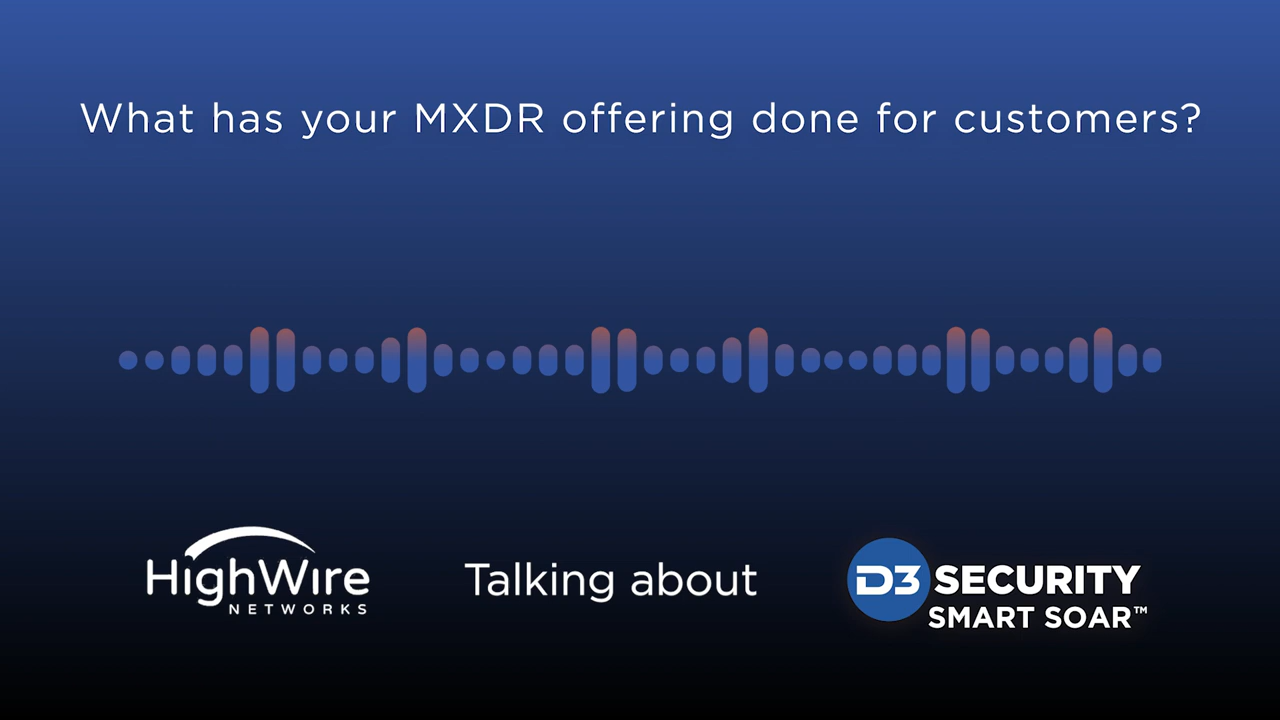 What has your MXDR offering done for customers?
HighWire
NETWORKS
Talking about
D3 SECURITY
SMART SOAR™